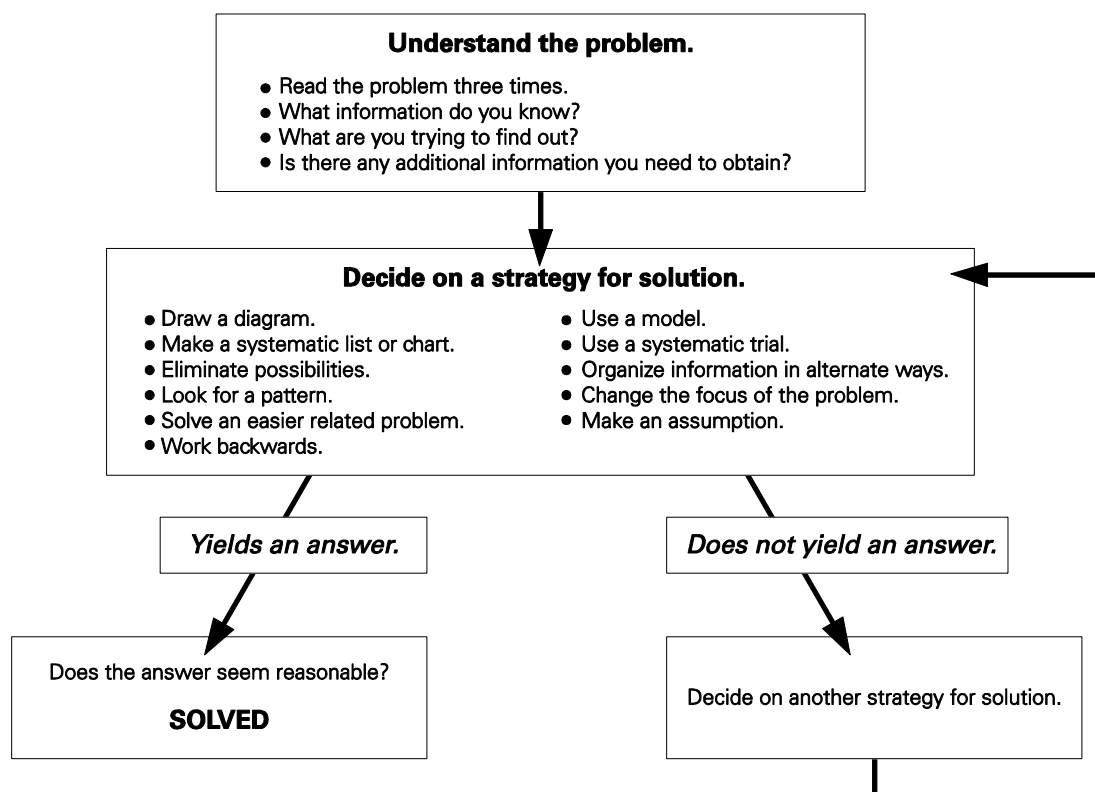 Understand the problem.
● Read the problem three times.
● What information do you know?
● What are you trying to find out?
● Is there any additional information you need to obtain?
Decide on a strategy for solution.
● Draw a diagram.
● Make a systematic list or chart.
● Eliminate possibilities.
● Look for a pattern.
● Solve an easier related problem.
● Work backwards.
● Use a model.
● Use a systematic trial.
● Organize information in alternate ways.
● Change the focus of the problem.
● Make an assumption.
Yields an answer.
Does not yield an answer.
Does the answer seem reasonable?
SOLVED
Decide on another strategy for solution.